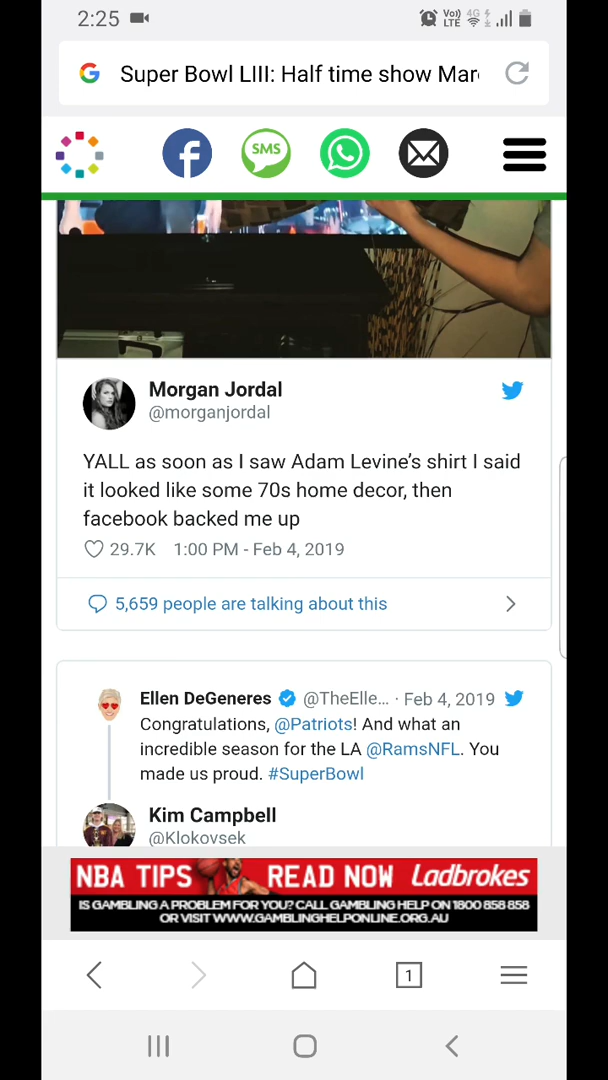 2:25
Vo)) 4G
LTE
G Super Bowl LIII: Half time show Mar
f SMS
Morgan Jordal
@morganjordal
YALL as soon as I saw Adam Levine’s shirt I said
it looked like some 70s home decor, then
facebook backed me up
29.7K 1:00 PM - Feb 4, 2019
5,659 people are talking about this
Ellen DeGeneres @TheElle... · Feb 4, 2019
Congratulations, @Patriots! And what an
incredible season for the LA @RamsNFL. You
made us proud. #SuperBowl
Kim Campbell
@Klokovsek
NBA TIPS READ NOW Ladbrokes
IS GAMBLING A PROBLEM FOR YOU? CALL GAMBLING HELP ON 1800 858 858
OR VISIT WWW.GAMBLINGHELPONLINE.ORG.AU
1